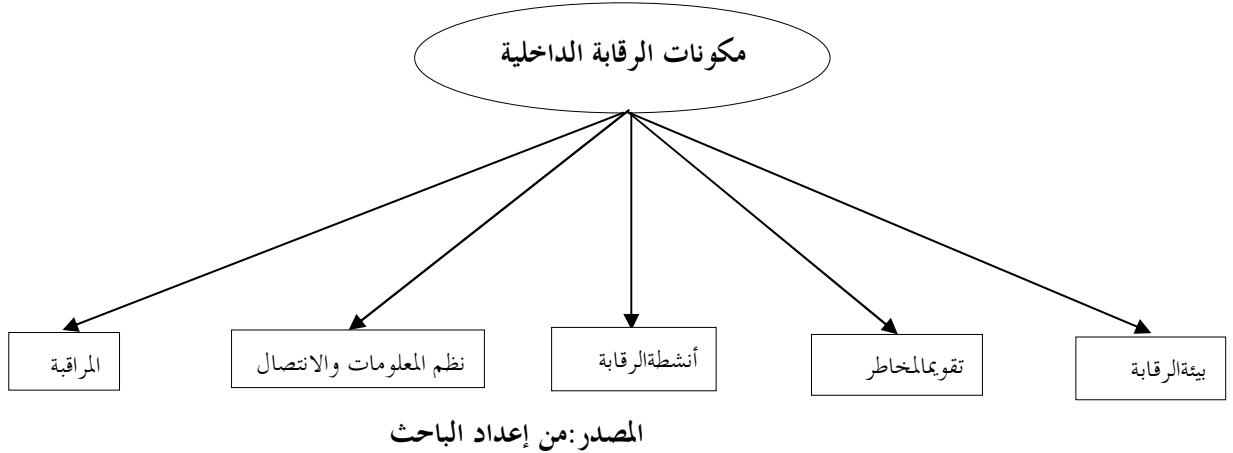 مكونات الرقابة الداخلية
بيئةالرقابة
تقويمالمخاطر
أنشطةالرقابة
نظم المعلومات والانتصال
المراقبة
المصدر:من إعداد الباحث